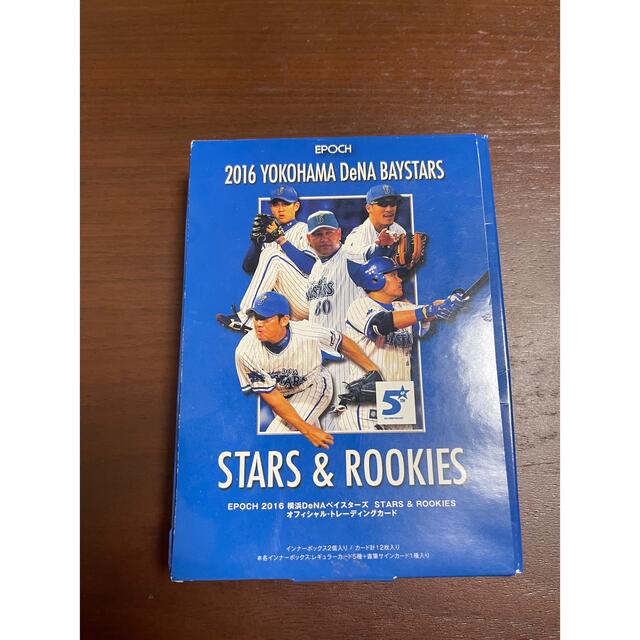 EPOCH
2016 YOKOHAMA DeNA BAYSTARS
60
5th
STARS & ROOKIES
EPOCH 2016 横浜DeNAベイスターズ STARS & ROOKIES
オフィシャル・トレーディングカード
インナーボックス2個入り / カード計12枚入り
※各インナーボックス:レギュラーカード5種+直筆サインカード1種入り